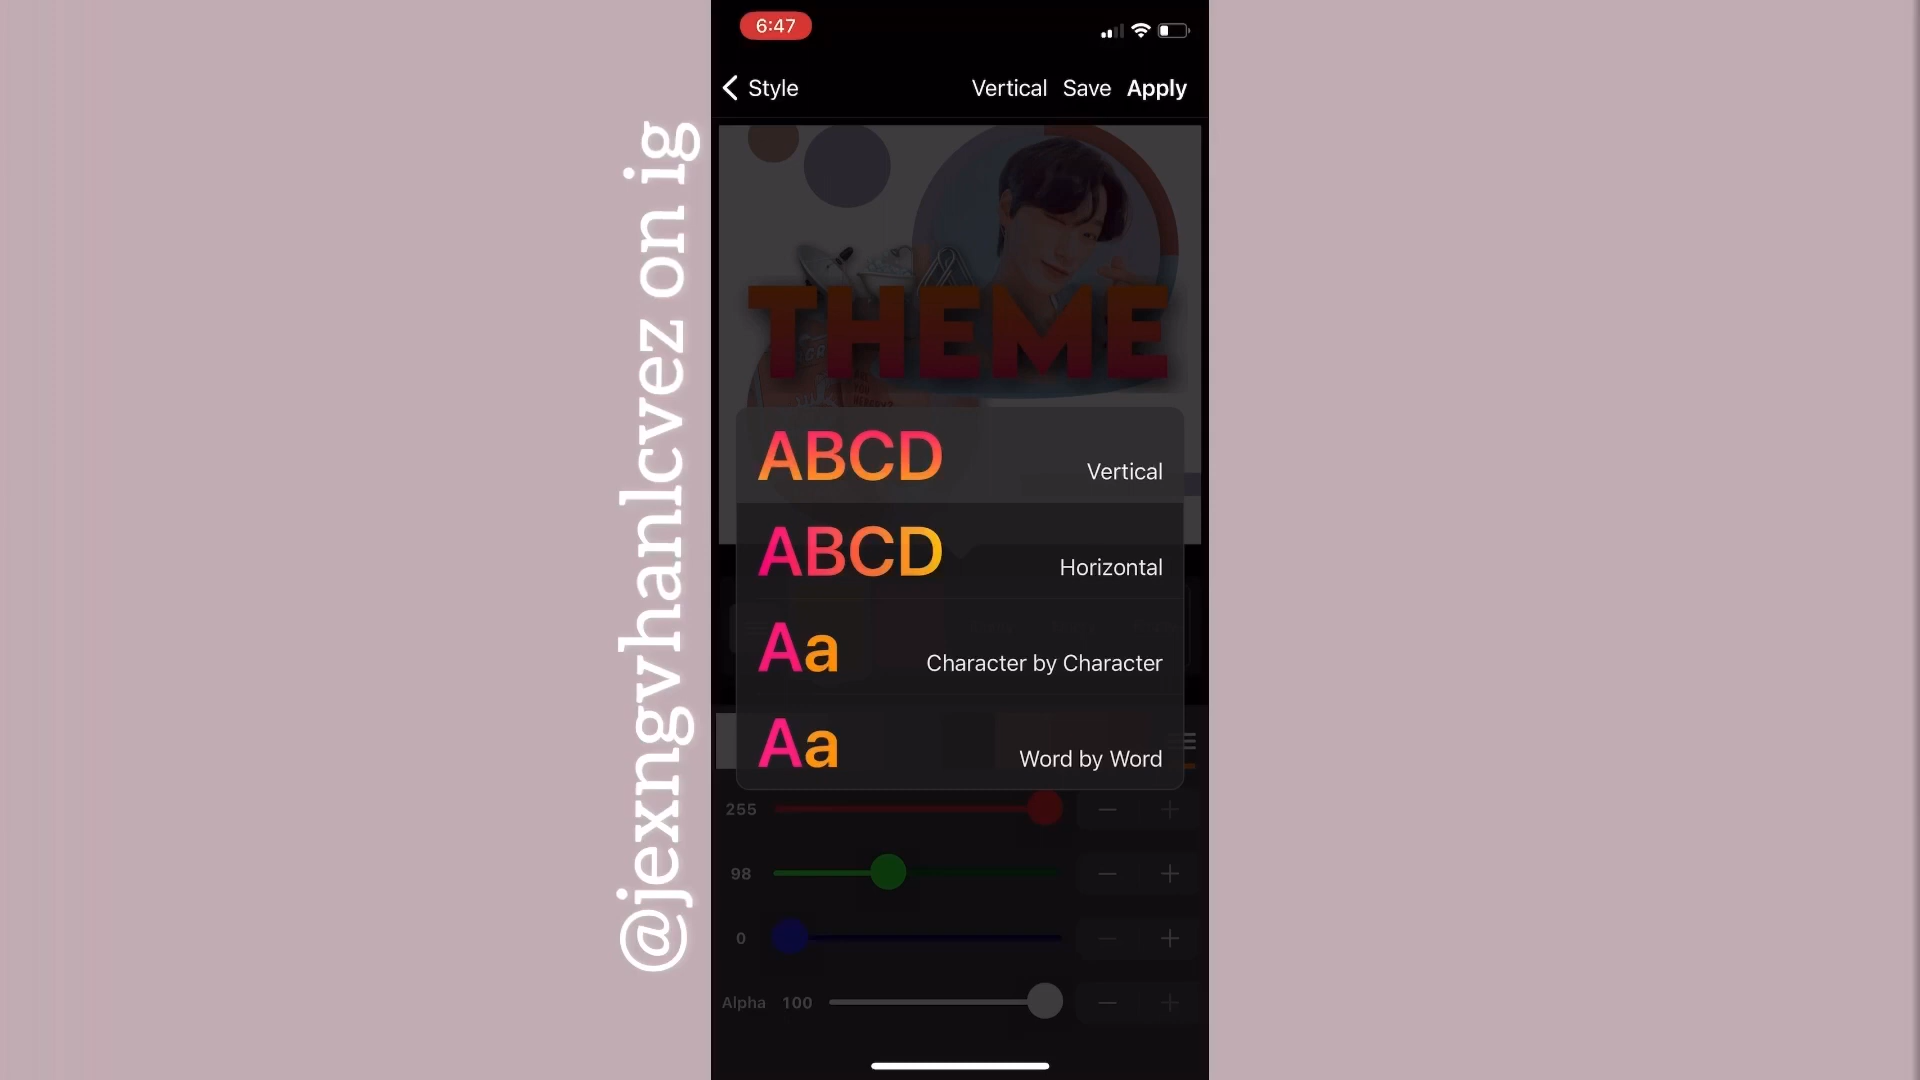 @jexngvhanlcvez on ig
6:47
Style Vertical Save Apply
THEME
ABCD Vertical
ABCD Horizontal
Aa Character by Character
Aa Word by Word
255
98
0
Alpha 100